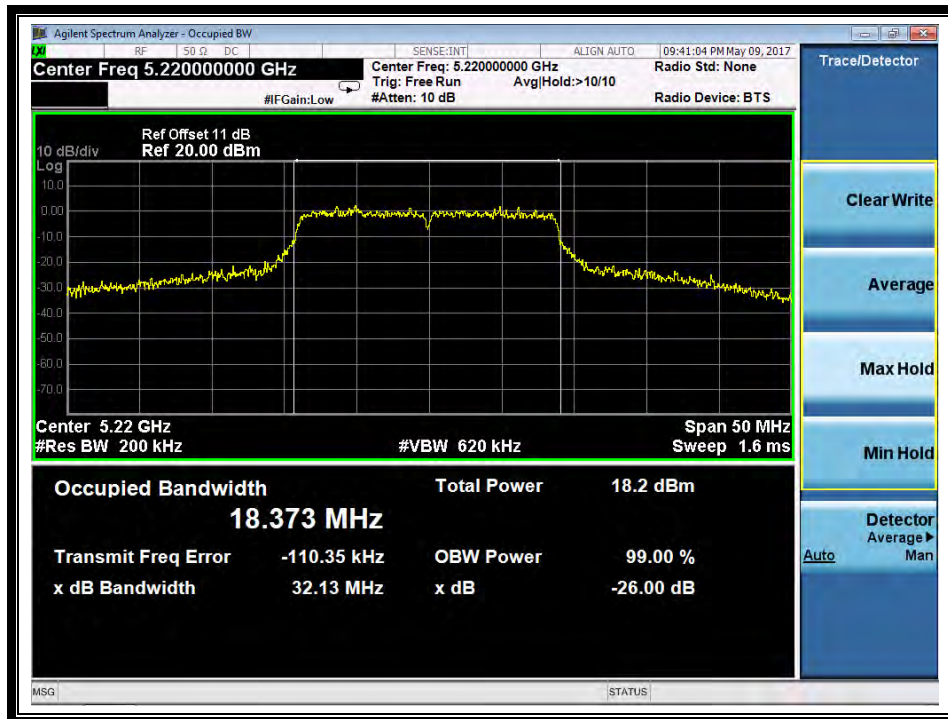 Agilent Spectrum Analyzer - Occupied BW
LXI RF 50 Ω DC SENSE:INT ALIGN AUTO 09:41:04 PM May 09, 2017
Center Freq 5.220000000 GHz
Center Freq: 5.220000000 GHz
Radio Std: None
Trig: Free Run Avg|Hold:>10/10
#IFGain:Low #Atten: 10 dB Radio Device: BTS
Trace/Detector
Ref Offset 11 dB
10 dB/div Ref 20.00 dBm
Log
10.0
0.00
-10.0
-20.0
-30.0
-40.0
-50.0
-60.0
-70.0
Center 5.22 GHz Span 50 MHz
#Res BW 200 kHz #VBW 620 kHz Sweep 1.6 ms
Occupied Bandwidth Total Power 18.2 dBm
18.373 MHz
Transmit Freq Error -110.35 kHz OBW Power 99.00 %
x dB Bandwidth 32.13 MHz x dB -26.00 dB
Clear Write
Average
Max Hold
Min Hold
Detector
Average▶
Auto Man
MSG STATUS